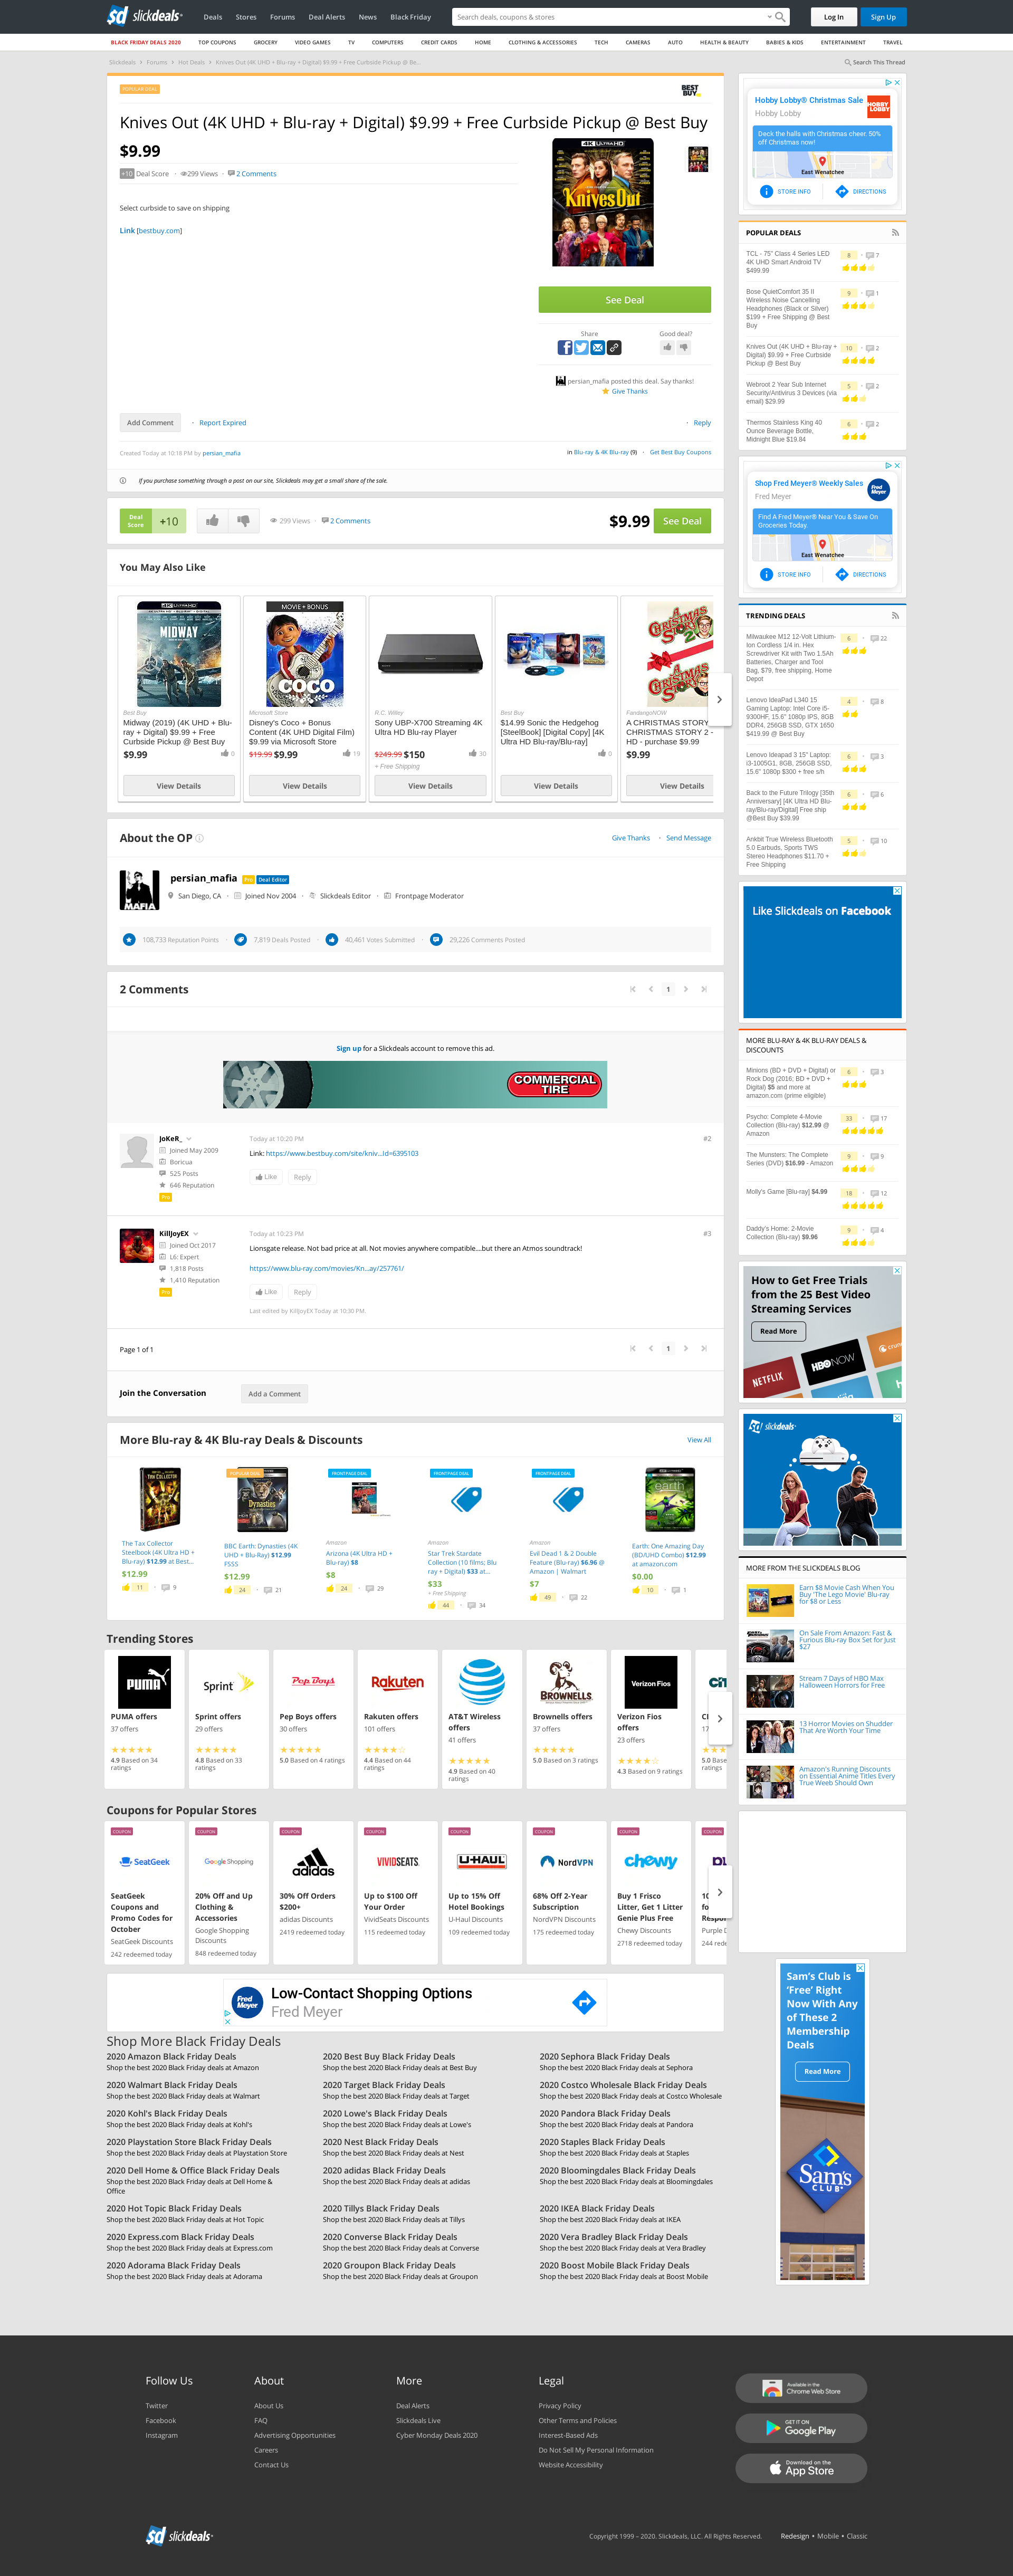 slickdeals
Deals
Stores
Forums
Deal Alerts
News
Black Friday
Search deals, coupons & stores
Log In
Sign Up
BLACK FRIDAY DEALS 2020
TOP COUPONS
GROCERY
VIDEO GAMES
TV
COMPUTERS
CREDIT CARDS
HOME
CLOTHING & ACCESSORIES
TECH
CAMERAS
AUTO
HEALTH & BEAUTY
BABIES & KIDS
ENTERTAINMENT
TRAVEL
Slickdeals > Forums > Hot Deals > Knives Out (4K UHD + Blu-ray + Digital) $9.99 + Free Curbside Pickup @ Be...
Search This Thread
POPULAR DEAL
BEST BUY
Knives Out (4K UHD + Blu-ray + Digital) $9.99 + Free Curbside Pickup @ Best Buy
$9.99
+10 Deal Score
299 Views
2 Comments
Select curbside to save on shipping
Link [bestbuy.com]
See Deal
Share
Good deal?
persian_mafia posted this deal. Say thanks!
Give Thanks
Add Comment
Report Expired
Reply
Created Today at 10:18 PM by persian_mafia
in Blu-ray & 4K Blu-ray (9)
Get Best Buy Coupons
If you purchase something through a post on our site, Slickdeals may get a small share of the sale.
Deal Score +10
299 Views
2 Comments
$9.99 See Deal
You May Also Like
Best Buy
Midway (2019) (4K UHD + Blu-ray + Digital) $9.99 + Free Curbside Pickup @ Best Buy
$9.99
0
View Details
MOVIE + BONUS
COCO
Microsoft Store
Disney's Coco + Bonus Content (4K UHD Digital Film) $9.99 via Microsoft Store
$19.99 $9.99
19
View Details
R.C. Willey
Sony UBP-X700 Streaming 4K Ultra HD Blu-ray Player
$249.99 $150
30
+ Free Shipping
View Details
Best Buy
$14.99 Sonic the Hedgehog [SteelBook] [Digital Copy] [4K Ultra HD Blu-ray/Blu-ray]
0
View Details
FandangoNOW
A CHRISTMAS STORY
CHRISTMAS STORY 2 -
HD - purchase $9.99
$9.99
View Details
About the OP
Give Thanks
Send Message
persian_mafia
Pro
Deal Editor
San Diego, CA
Joined Nov 2004
Slickdeals Editor
Frontpage Moderator
108,733 Reputation Points
7,819 Deals Posted
40,461 Votes Submitted
29,226 Comments Posted
2 Comments
1
Sign up for a Slickdeals account to remove this ad.
COMMERCIAL TIRE
JoKeR_
Joined May 2009
Boricua
525 Posts
646 Reputation
Pro
Today at 10:20 PM
#2
Link: https://www.bestbuy.com/site/kniv...Id=6395103
Like
Reply
KillJoyEX
Joined Oct 2017
L6: Expert
1,818 Posts
1,410 Reputation
Pro
Today at 10:23 PM
#3
Lionsgate release. Not bad price at all. Not movies anywhere compatible....but there an Atmos soundtrack!
https://www.blu-ray.com/movies/Kn...ay/257761/
Like
Reply
Last edited by KillJoyEX Today at 10:30 PM.
Page 1 of 1
1
Join the Conversation
Add a Comment
More Blu-ray & 4K Blu-ray Deals & Discounts
View All
The Tax Collector Steelbook (4K Ultra HD + Blu-ray) $12.99 at Best...
$12.99
11
9
POPULAR DEAL
BBC Earth: Dynasties (4K UHD + Blu-Ray) $12.99 FSSS
$12.99
24
21
FRONTPAGE DEAL
Amazon
Arizona (4K Ultra HD + Blu-ray) $8
$8
24
29
FRONTPAGE DEAL
Amazon
Star Trek Stardate Collection (10 films; Blu ray + Digital) $33 at...
$33
+ Free Shipping
44
34
FRONTPAGE DEAL
Amazon
Evil Dead 1 & 2 Double Feature (Blu-ray) $6.96 @ Amazon | Walmart
$7
49
22
Earth: One Amazing Day (BD/UHD Combo) $12.99 at amazon.com
$0.00
10
1
Trending Stores
PUMA offers
37 offers
4.9 Based on 34 ratings
Sprint offers
29 offers
4.8 Based on 33 ratings
Pep Boys offers
30 offers
5.0 Based on 4 ratings
Rakuten offers
101 offers
4.4 Based on 44 ratings
AT&T Wireless offers
41 offers
4.9 Based on 40 ratings
Brownells offers
37 offers
5.0 Based on 3 ratings
Verizon Fios offers
23 offers
4.3 Based on 9 ratings
Coupons for Popular Stores
COUPON
SeatGeek
SeatGeek Coupons and Promo Codes for October
SeatGeek Discounts
242 redeemed today
COUPON
Google Shopping
20% Off and Up Clothing & Accessories
Google Shopping Discounts
848 redeemed today
COUPON
adidas
30% Off Orders $200+
adidas Discounts
2419 redeemed today
COUPON
VIVIDSEATS
Up to $100 Off Your Order
VividSeats Discounts
115 redeemed today
COUPON
U-HAUL
Up to 15% Off Hotel Bookings
U-Haul Discounts
109 redeemed today
COUPON
NordVPN
68% Off 2-Year Subscription
NordVPN Discounts
175 redeemed today
COUPON
chewy
Buy 1 Frisco Litter, Get 1 Litter Genie Plus Free
Chewy Discounts
2718 redeemed today
COUPON
Low-Contact Shopping Options
Fred Meyer
Shop More Black Friday Deals
2020 Amazon Black Friday Deals
Shop the best 2020 Black Friday deals at Amazon
2020 Best Buy Black Friday Deals
Shop the best 2020 Black Friday deals at Best Buy
2020 Sephora Black Friday Deals
Shop the best 2020 Black Friday deals at Sephora
2020 Walmart Black Friday Deals
Shop the best 2020 Black Friday deals at Walmart
2020 Target Black Friday Deals
Shop the best 2020 Black Friday deals at Target
2020 Costco Wholesale Black Friday Deals
Shop the best 2020 Black Friday deals at Costco Wholesale
2020 Kohl's Black Friday Deals
Shop the best 2020 Black Friday deals at Kohl's
2020 Lowe's Black Friday Deals
Shop the best 2020 Black Friday deals at Lowe's
2020 Pandora Black Friday Deals
Shop the best 2020 Black Friday deals at Pandora
2020 Playstation Store Black Friday Deals
Shop the best 2020 Black Friday deals at Playstation Store
2020 Nest Black Friday Deals
Shop the best 2020 Black Friday deals at Nest
2020 Staples Black Friday Deals
Shop the best 2020 Black Friday deals at Staples
2020 Dell Home & Office Black Friday Deals
Shop the best 2020 Black Friday deals at Dell Home & Office
2020 adidas Black Friday Deals
Shop the best 2020 Black Friday deals at adidas
2020 Bloomingdales Black Friday Deals
Shop the best 2020 Black Friday deals at Bloomingdales
2020 Hot Topic Black Friday Deals
Shop the best 2020 Black Friday deals at Hot Topic
2020 Tillys Black Friday Deals
Shop the best 2020 Black Friday deals at Tillys
2020 IKEA Black Friday Deals
Shop the best 2020 Black Friday deals at IKEA
2020 Express.com Black Friday Deals
Shop the best 2020 Black Friday deals at Express.com
2020 Converse Black Friday Deals
Shop the best 2020 Black Friday deals at Converse
2020 Vera Bradley Black Friday Deals
Shop the best 2020 Black Friday deals at Vera Bradley
2020 Adorama Black Friday Deals
Shop the best 2020 Black Friday deals at Adorama
2020 Groupon Black Friday Deals
Shop the best 2020 Black Friday deals at Groupon
2020 Boost Mobile Black Friday Deals
Shop the best 2020 Black Friday deals at Boost Mobile
Hobby Lobby® Christmas Sale
Hobby Lobby
Deck the halls with Christmas cheer. 50% off Christmas now!
East Wenatchee
STORE INFO
DIRECTIONS
POPULAR DEALS
TCL - 75" Class 4 Series LED 4K UHD Smart Android TV $499.99
8
7
Bose QuietComfort 35 II Wireless Noise Cancelling Headphones (Black or Silver) $199 + Free Shipping @ Best Buy
9
1
Knives Out (4K UHD + Blu-ray + Digital) $9.99 + Free Curbside Pickup @ Best Buy
10
2
Webroot 2 Year Sub Internet Security/Antivirus 3 Devices (via email) $29.99
5
2
Thermos Stainless King 40 Ounce Beverage Bottle, Midnight Blue $19.84
6
2
Shop Fred Meyer® Weekly Sales
Fred Meyer
Find A Fred Meyer® Near You & Save On Groceries Today.
East Wenatchee
STORE INFO
DIRECTIONS
TRENDING DEALS
Milwaukee M12 12-Volt Lithium-Ion Cordless 1/4 in. Hex Screwdriver Kit with Two 1.5Ah Batteries, Charger and Tool Bag, $79, free shipping, Home Depot
6
22
Lenovo IdeaPad L340 15 Gaming Laptop: Intel Core i5-9300HF, 15.6" 1080p IPS, 8GB DDR4, 256GB SSD, GTX 1650 $419.99 @ Best Buy
4
8
Lenovo Ideapad 3 15" Laptop: i3-1005G1, 8GB, 256GB SSD, 15.6" 1080p $300 + free s/h
6
3
Back to the Future Trilogy [35th Anniversary] [4K Ultra HD Blu-ray/Blu-ray/Digital] Free ship @Best Buy $39.99
6
6
Ankbit True Wireless Bluetooth 5.0 Earbuds, Sports TWS Stereo Headphones $11.70 + Free Shipping
5
10
Like Slickdeals on Facebook
MORE BLU-RAY & 4K BLU-RAY DEALS & DISCOUNTS
Minions (BD + DVD + Digital) or Rock Dog (2016; BD + DVD + Digital) $5 and more at amazon.com (prime eligible)
6
3
Psycho: Complete 4-Movie Collection (Blu-ray) $12.99 @ Amazon
33
17
The Munsters: The Complete Series (DVD) $16.99 - Amazon
9
9
Molly's Game [Blu-ray] $4.99
18
12
Daddy's Home: 2-Movie Collection (Blu-ray) $9.96
9
4
How to Get Free Trials from the 25 Best Video Streaming Services
Read More
NETFLIX
HBO NOW
slickdeals
MORE FROM THE SLICKDEALS BLOG
Earn $8 Movie Cash When You Buy 'The Lego Movie' Blu-ray for $8 or Less
On Sale From Amazon: Fast & Furious Blu-ray Box Set for Just $27
Stream 7 Days of HBO Max Halloween Horrors for Free
13 Horror Movies on Shudder That Are Worth Your Time
Amazon's Running Discounts on Essential Anime Titles Every True Weeb Should Own
Sam's Club is 'Free' Right Now With Any of These 2 Membership Deals
Read More
Sam's CLUB
Follow Us
Twitter
Facebook
Instagram
About
About Us
FAQ
Advertising Opportunities
Careers
Contact Us
More
Deal Alerts
Slickdeals Live
Cyber Monday Deals 2020
Legal
Privacy Policy
Other Terms and Policies
Interest-Based Ads
Do Not Sell My Personal Information
Website Accessibility
Available in the Chrome Web Store
GET IT ON Google Play
Download on the App Store
slickdeals
Copyright 1999 – 2020. Slickdeals, LLC. All Rights Reserved.
Redesign • Mobile • Classic